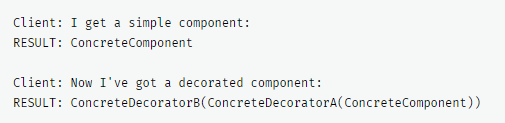 Client: I get a simple component:
RESULT: ConcreteComponent

Client: Now I've got a decorated component:
RESULT: ConcreteDecoratorB(ConcreteDecoratorA(ConcreteComponent))